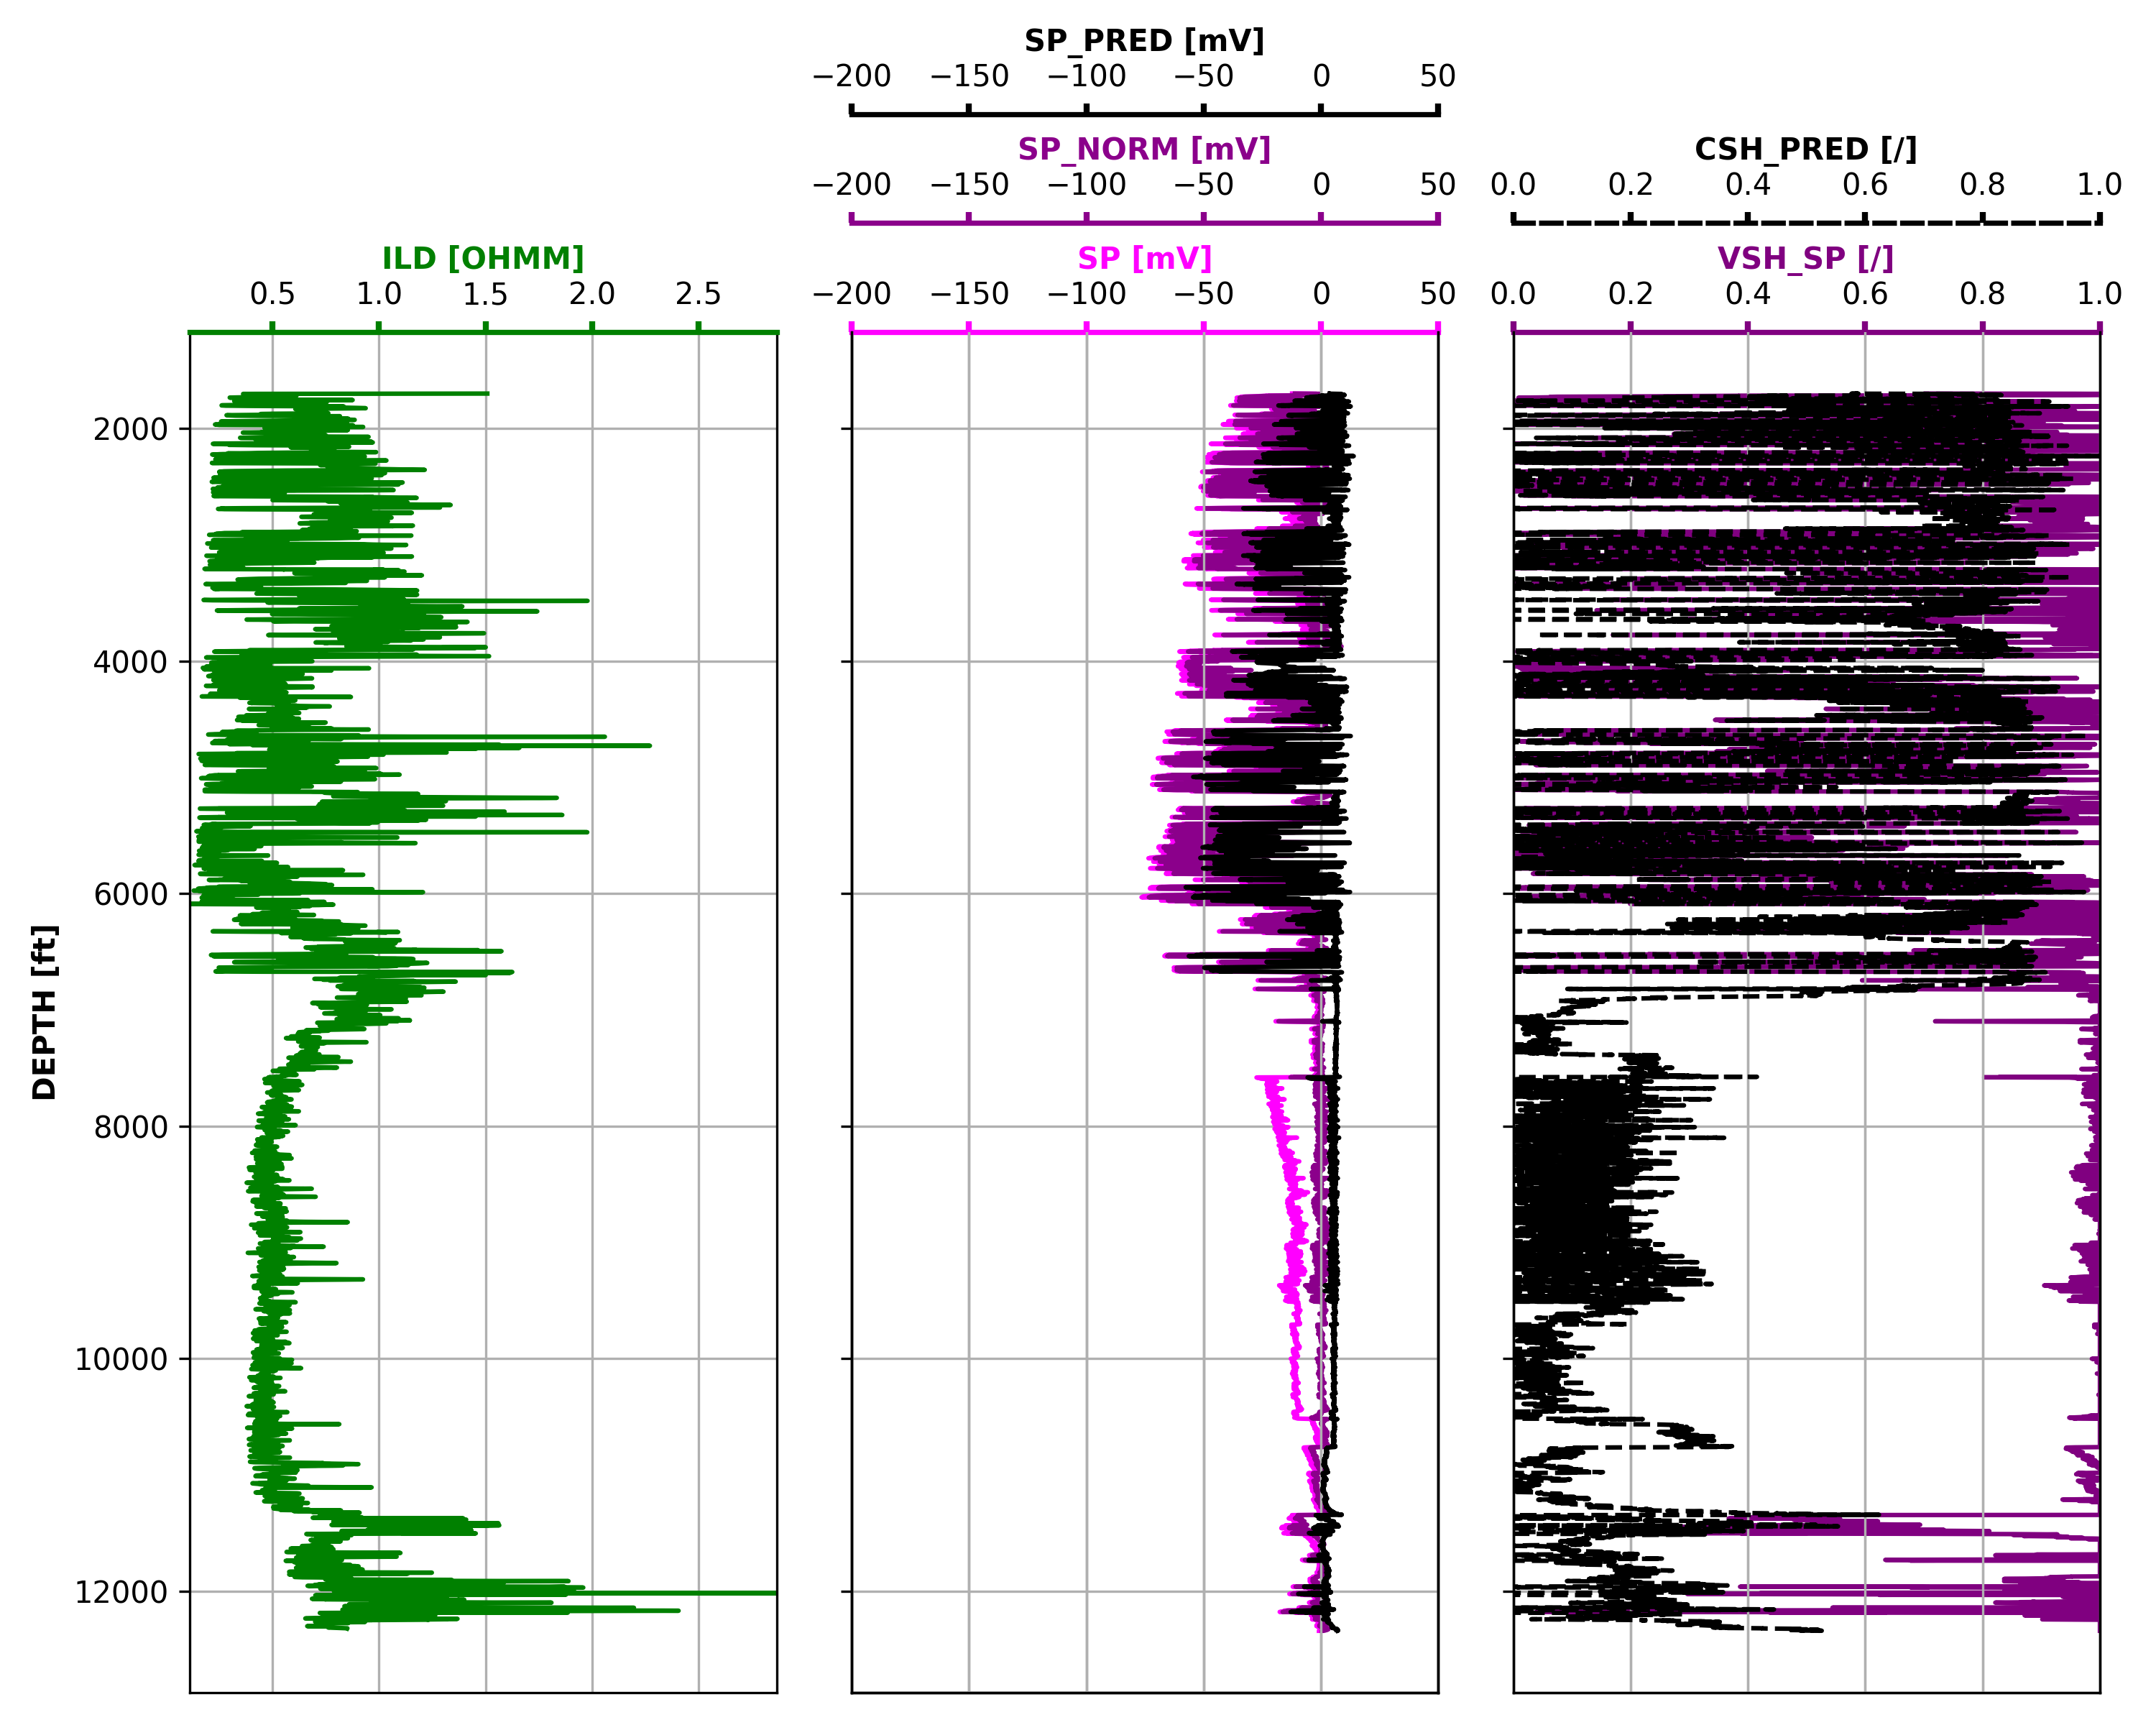 SP_PRED [mV]
−200 −150 −100 −50 0 50
SP_NORM [mV]
−200 −150 −100 −50 0 50
CSH_PRED [/]
0.0 0.2 0.4 0.6 0.8 1.0
ILD [OHMM]
0.5 1.0 1.5 2.0 2.5
SP [mV]
−200 −150 −100 −50 0 50
VSH_SP [/]
0.0 0.2 0.4 0.6 0.8 1.0
DEPTH [ft]
2000
4000
6000
8000
10000
12000